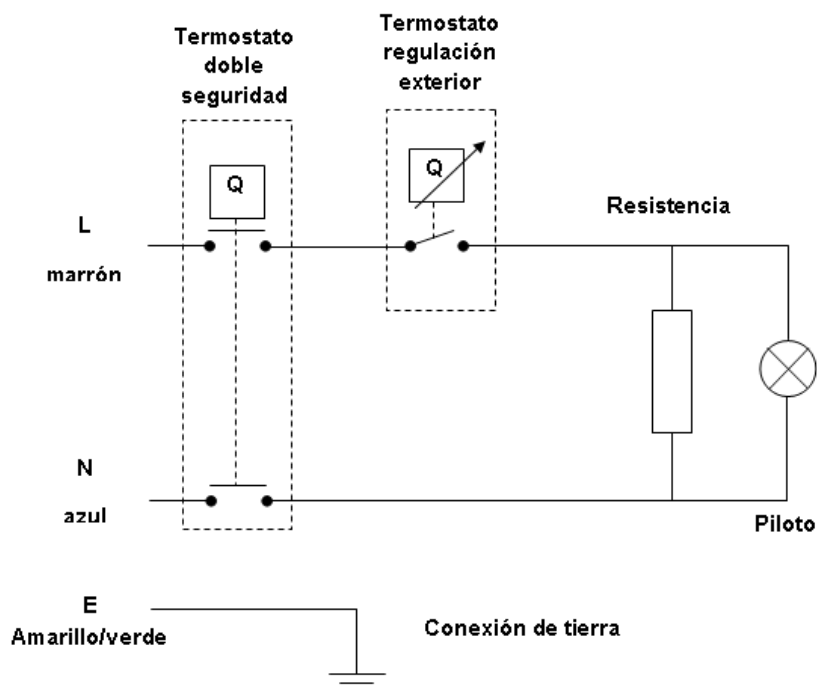 Termostato
doble
seguridad
Termostato
regulación
exterior
Q
Q
L
marrón
Resistencia
N
azul
Piloto
E
Amarillo/verde
Conexión de tierra